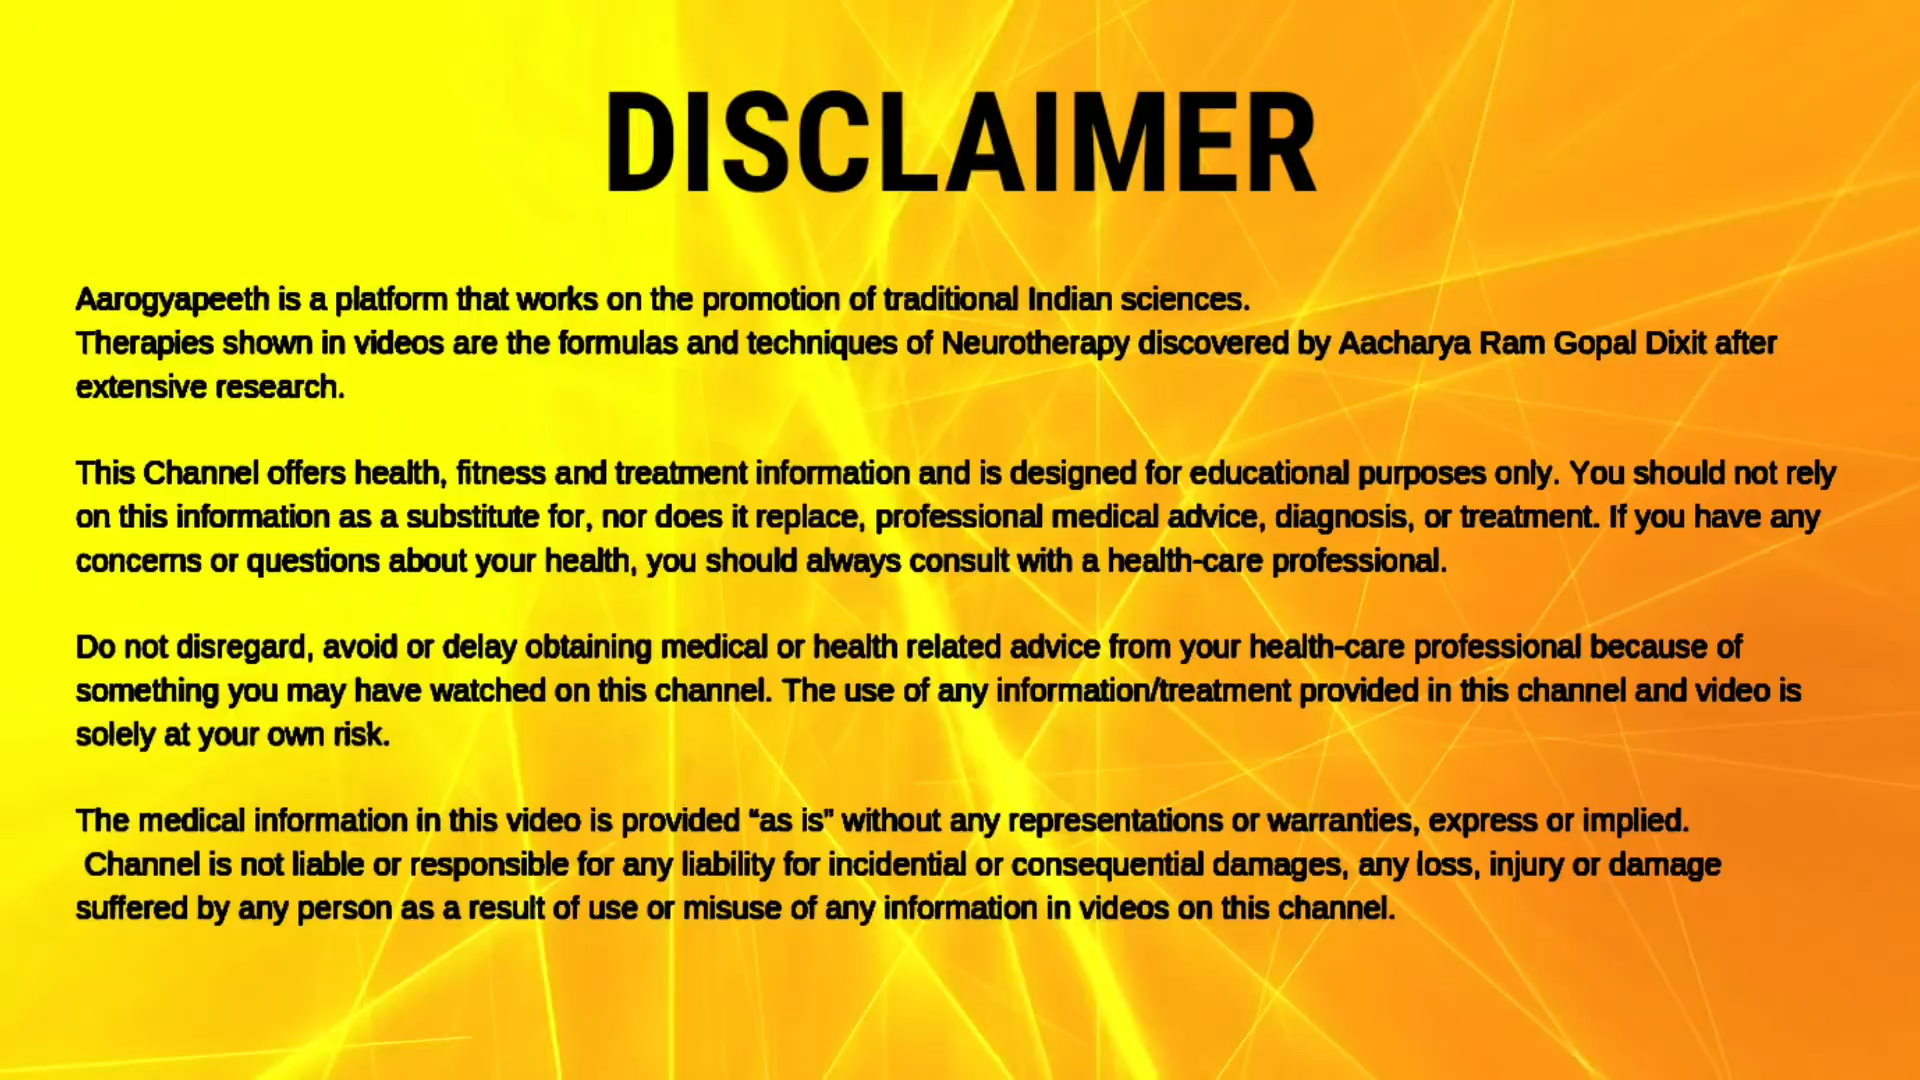 DISCLAIMER
Aarogyapeeth is a platform that works on the promotion of traditional Indian sciences.
Therapies shown in videos are the formulas and techniques of Neurotherapy discovered by Aacharya Ram Gopal Dixit after
extensive research.
This Channel offers health, fitness and treatment information and is designed for educational purposes only. You should not rely
on this information as a substitute for, nor does it replace, professional medical advice, diagnosis, or treatment. If you have any
concerns or questions about your health, you should always consult with a health-care professional.
Do not disregard, avoid or delay obtaining medical or health related advice from your health-care professional because of
something you may have watched on this channel. The use of any information/treatment provided in this channel and video is
solely at your own risk.
The medical information in this video is provided “as is” without any representations or warranties, express or implied.
Channel is not liable or responsible for any liability for incidential or consequential damages, any loss, injury or damage
suffered by any person as a result of use or misuse of any information in videos on this channel.